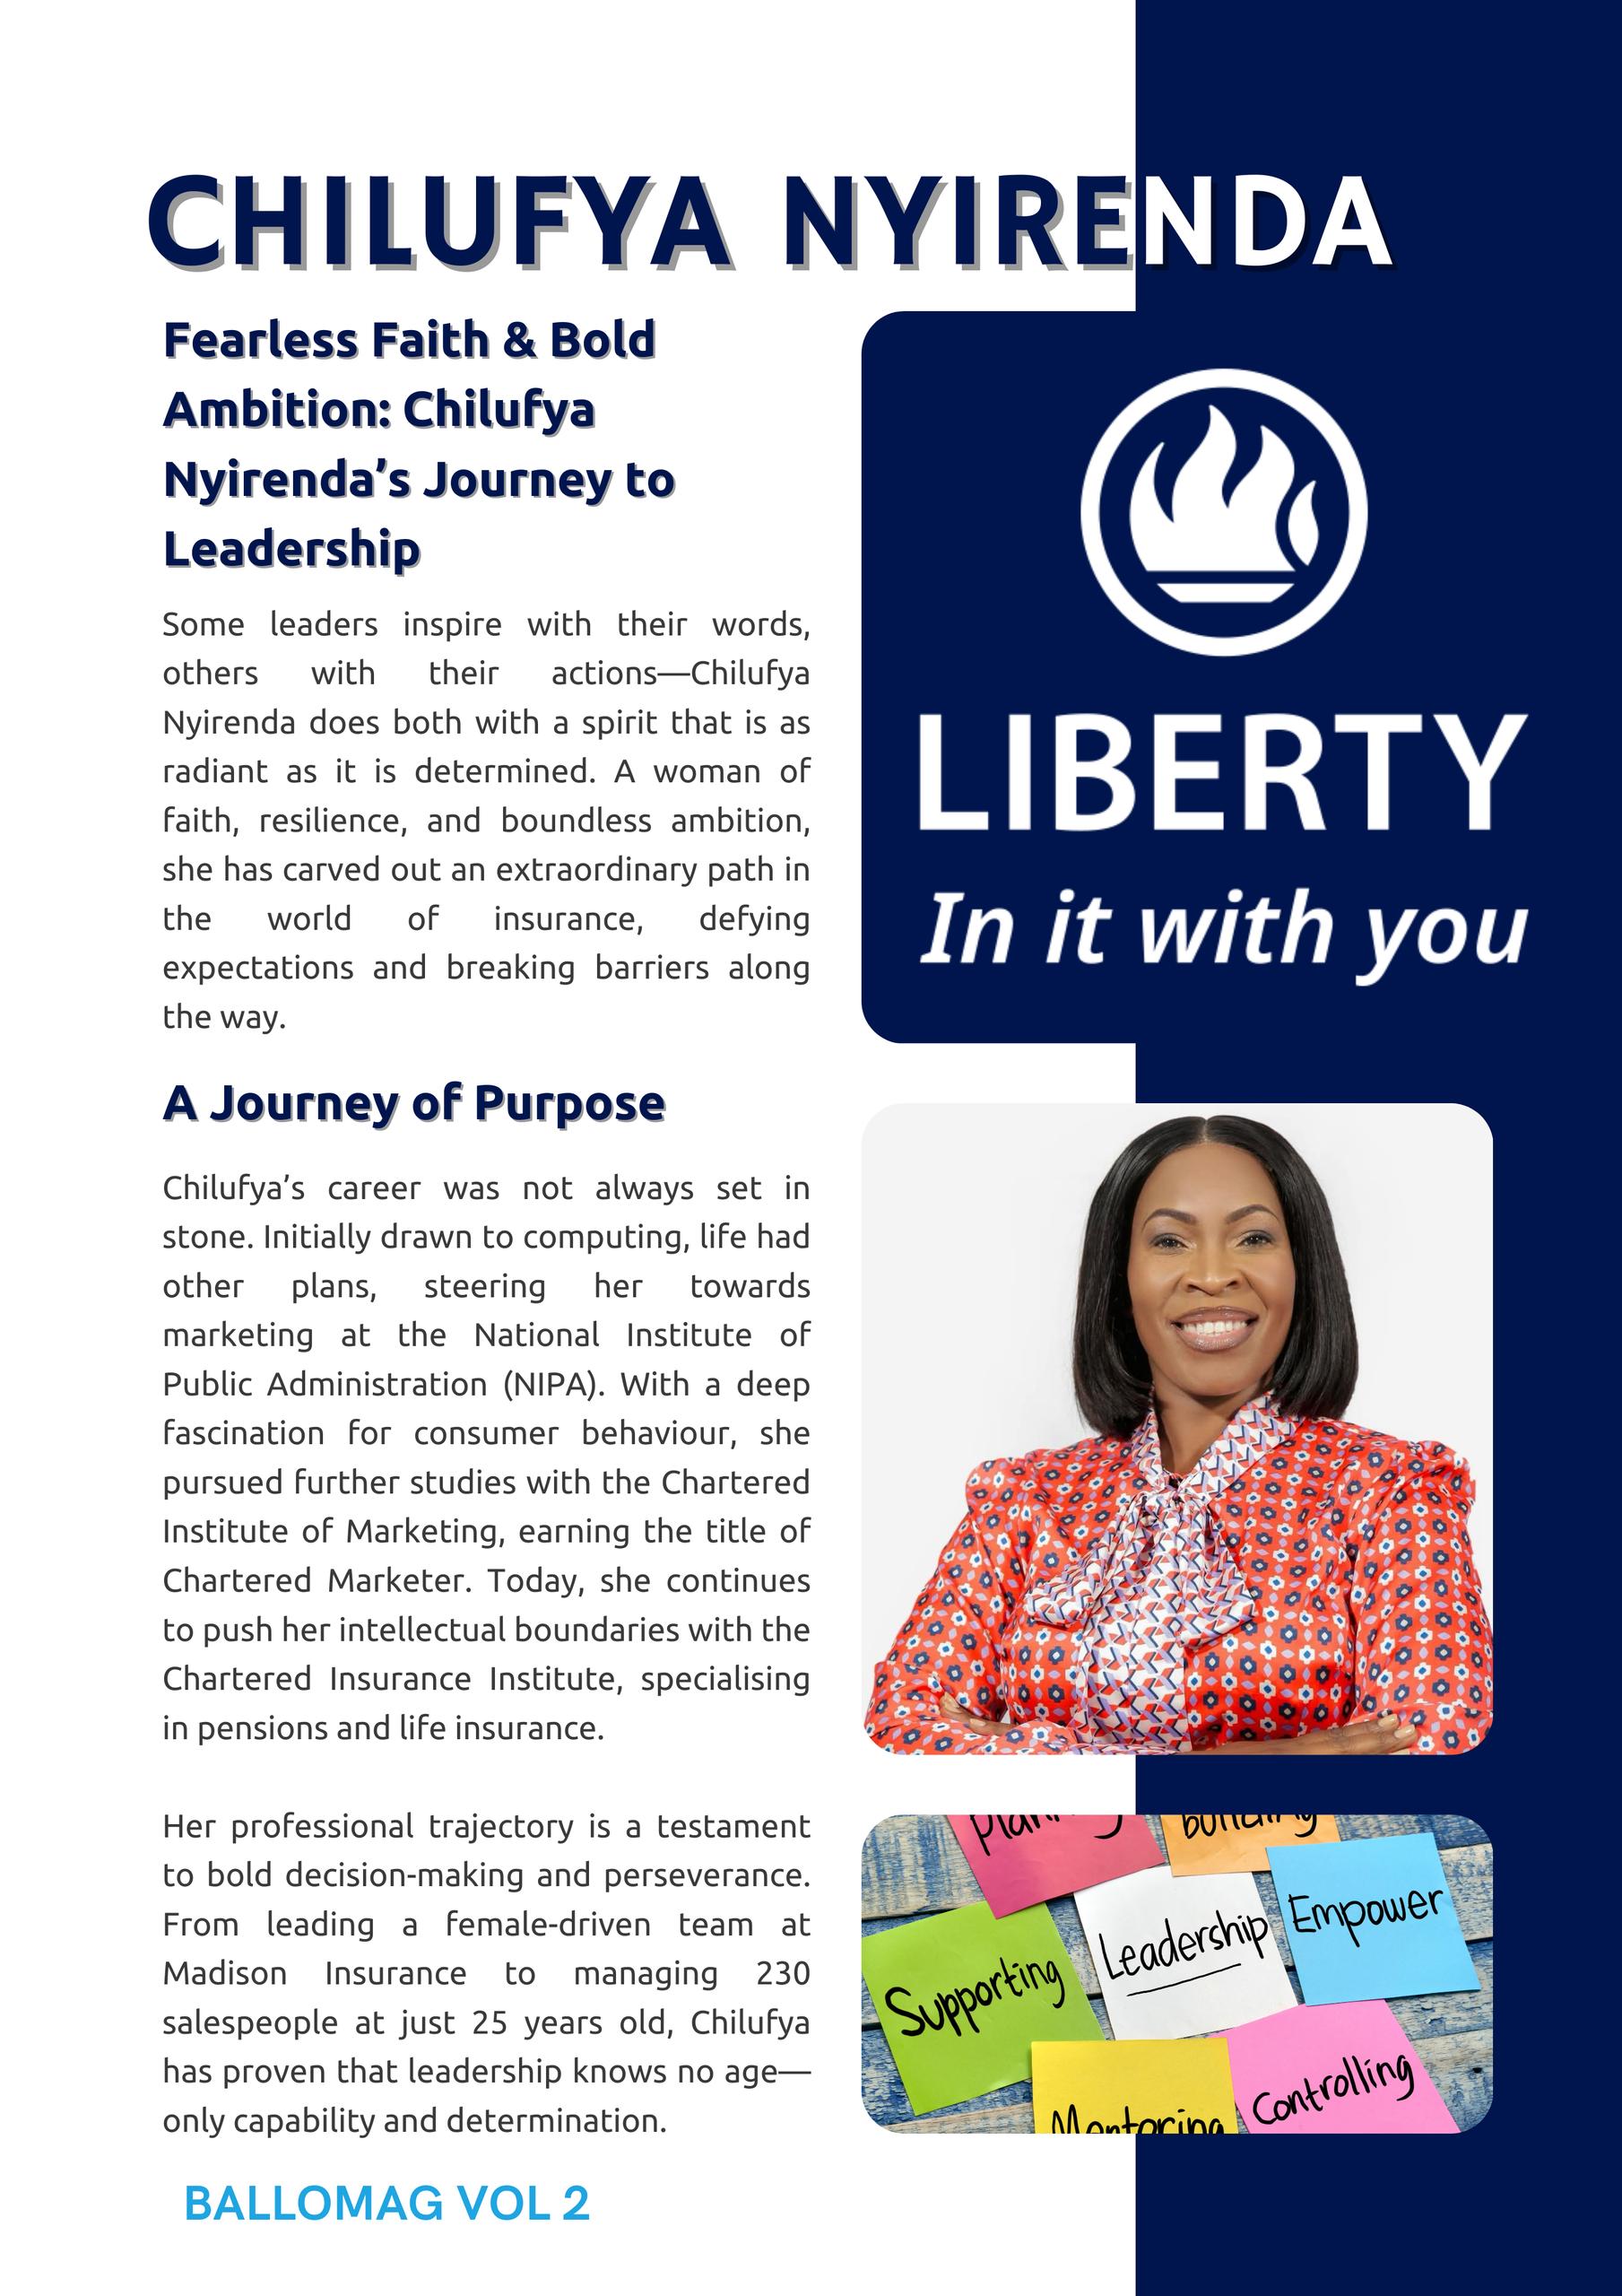 CHILUFYA NYIRENDA
Fearless Faith & Bold
Ambition: Chilufya
Nyirenda’s Journey to
Leadership
Some leaders inspire with their words,
others with their actions—Chilufya
Nyirenda does both with a spirit that is as
radiant as it is determined. A woman of
faith, resilience, and boundless ambition,
she has carved out an extraordinary path in
the world of insurance, defying
expectations and breaking barriers along
the way.
A Journey of Purpose
Chilufya’s career was not always set in
stone. Initially drawn to computing, life had
other plans, steering her towards
marketing at the National Institute of
Public Administration (NIPA). With a deep
fascination for consumer behaviour, she
pursued further studies with the Chartered
Institute of Marketing, earning the title of
Chartered Marketer. Today, she continues
to push her intellectual boundaries with the
Chartered Insurance Institute, specialising
in pensions and life insurance.
Her professional trajectory is a testament
to bold decision-making and perseverance.
From leading a female-driven team at
Madison Insurance to managing 230
salespeople at just 25 years old, Chilufya
has proven that leadership knows no age—
only capability and determination.
BALLOMAG VOL 2
LIBERTY
In it with you
planning
building
Empower
Leadership
Supporting
Controlling
Mentoring